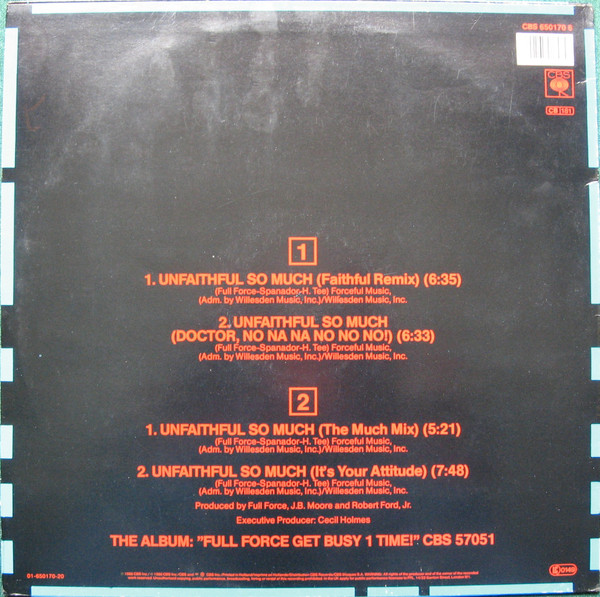 CBS 650170 6
CBS
CB 181
1
1. UNFAITHFUL SO MUCH (Faithful Remix) (6:35)
(Full Force-Spanador-H. Tee) Forceful Music,
(Adm. by Willesden Music, Inc.)/Willesden Music, Inc.
2. UNFAITHFUL SO MUCH
(DOCTOR, NO NA NA NO NO NO!) (6:33)
(Full Force-Spanador-H. Tee) Forceful Music,
(Adm. by Willesden Music, Inc.)/Willesden Music, Inc.
2
1. UNFAITHFUL SO MUCH (The Much Mix) (5:21)
(Full Force-Spanador-H. Tee) Forceful Music,
(Adm. by Willesden Music, Inc.)/Willesden Music, Inc.
2. UNFAITHFUL SO MUCH (It's Your Attitude) (7:48)
(Full Force-Spanador-H. Tee) Forceful Music,
(Adm. by Willesden Music, Inc.)/Willesden Music, Inc.
Produced by Full Force, J.B. Moore and Robert Ford, Jr.
Executive Producer: Cecil Holmes
THE ALBUM: "FULL FORCE GET BUSY 1 TIME!" CBS 57051
01-650170-20